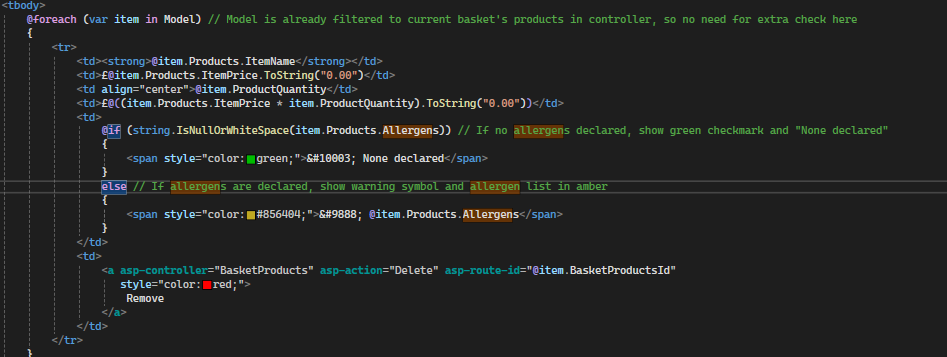 <tbody>
@foreach (var item in Model) // Model is already filtered to current basket's products in controller, so no need for extra check here
{
<tr>
<td><strong>@item.Products.ItemName</strong></td>
<td>£@item.Products.ItemPrice.ToString("0.00")</td>
<td align="center">@item.ProductQuantity</td>
<td>£@((item.Products.ItemPrice * item.ProductQuantity).ToString("0.00"))</td>
<td>
@if (string.IsNullOrWhiteSpace(item.Products.Allergens)) // If no allergens declared, show green checkmark and "None declared"
{
<span style="color:green;">&#10003; None declared</span>
}
else // If allergens are declared, show warning symbol and allergen list in amber
{
<span style="color:#856404;">&#9888; @item.Products.Allergens</span>
}
</td>
<td>
<a asp-controller="BasketProducts" asp-action="Delete" asp-route-id="@item.BasketProductsId"
style="color:red;">
Remove
</a>
</td>
</tr>
}